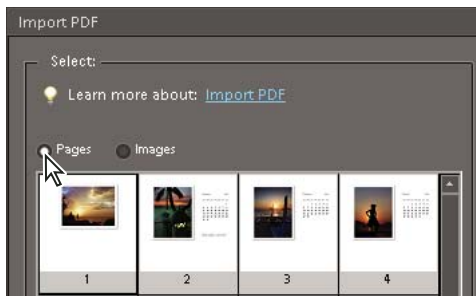 Import PDF
Select:
Learn more about: Import PDF
Pages Images
1 2 3 4